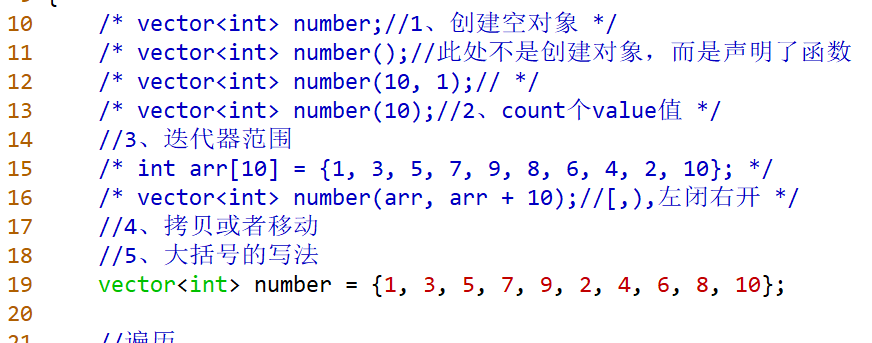 10 /* vector<int> number;//1、创建空对象 */
11 /* vector<int> number();//此处不是创建对象，而是声明了函数
12 /* vector<int> number(10, 1);// */
13 /* vector<int> number(10);//2、count个value值 */
14 //3、迭代器范围
15 /* int arr[10] = {1, 3, 5, 7, 9, 8, 6, 4, 2, 10}; */
16 /* vector<int> number(arr, arr + 10);//[,),左闭右开 */
17 //4、拷贝或者移动
18 //5、大括号的写法
19 vector<int> number = {1, 3, 5, 7, 9, 2, 4, 6, 8, 10};
20
21 //遍历